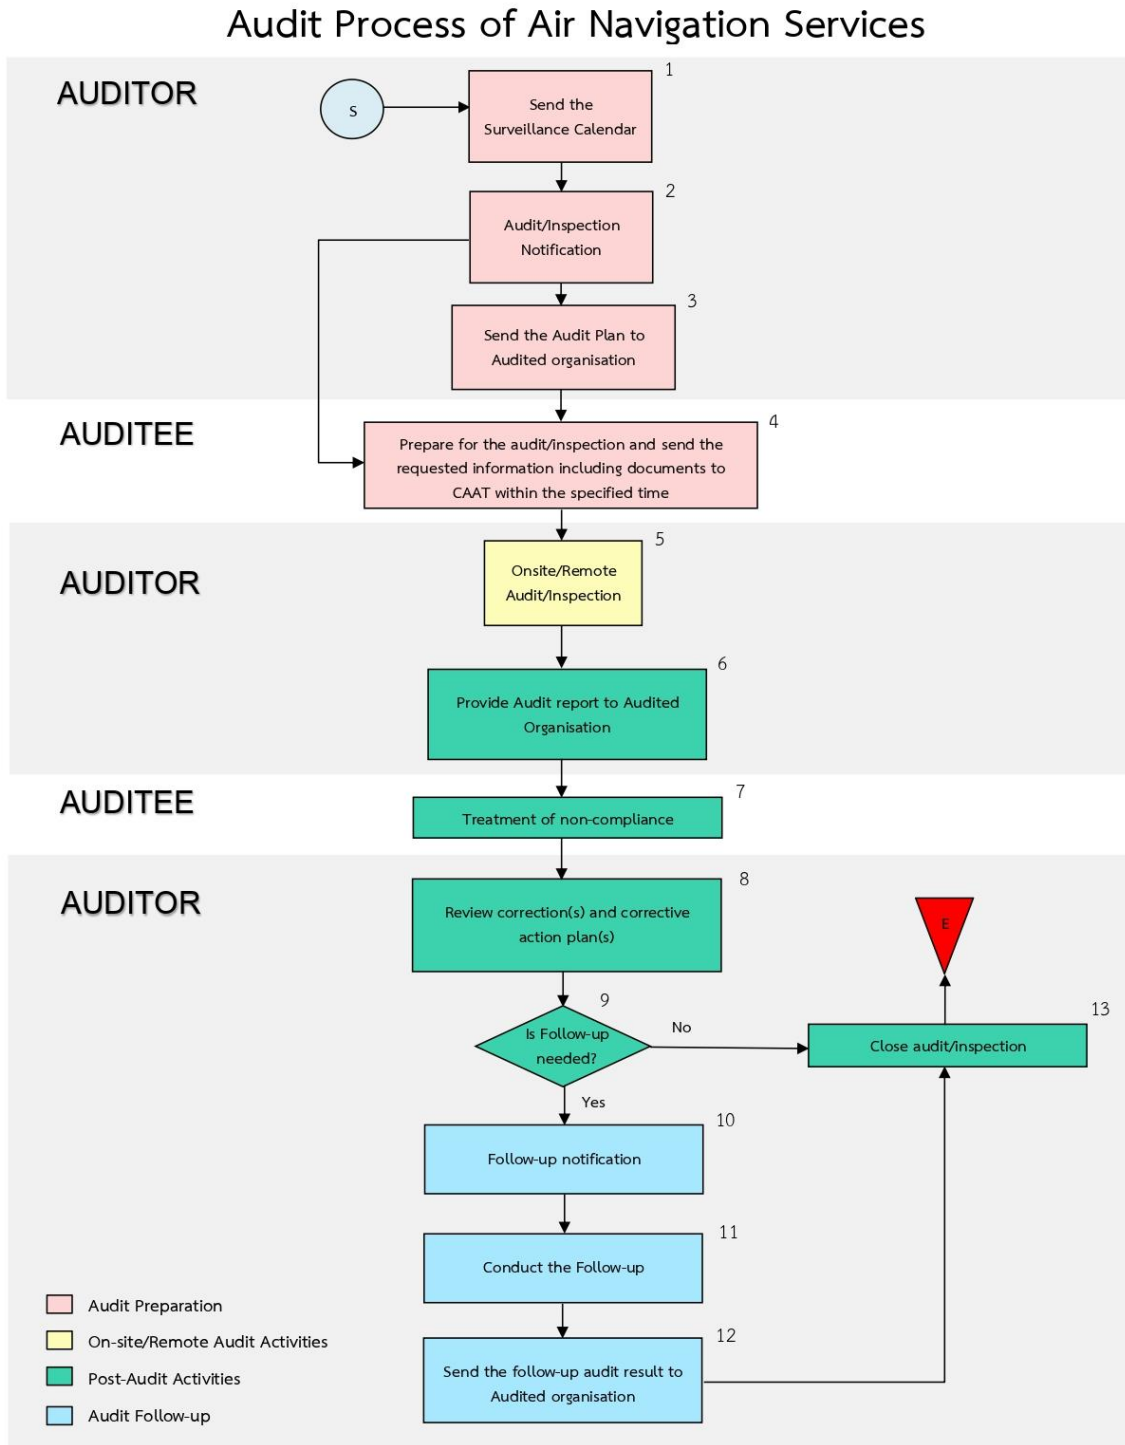 Audit Process of Air Navigation Services
AUDITOR
S
1
Send the
Surveillance Calendar
2
Audit/Inspection
Notification
3
Send the Audit Plan to
Audited organisation
AUDITEE
4
Prepare for the audit/inspection and send the
requested information including documents to
CAAT within the specified time
AUDITOR
5
Onsite/Remote
Audit/Inspection
6
Provide Audit report to Audited
Organisation
AUDITEE
7
Treatment of non-compliance
AUDITOR
8
Review correction(s) and corrective
action plan(s)
E
9
Is Follow-up
needed?
No
13
Close audit/inspection
Yes
10
Follow-up notification
11
Conduct the Follow-up
12
Send the follow-up audit result to
Audited organisation
Audit Preparation
On-site/Remote Audit Activities
Post-Audit Activities
Audit Follow-up